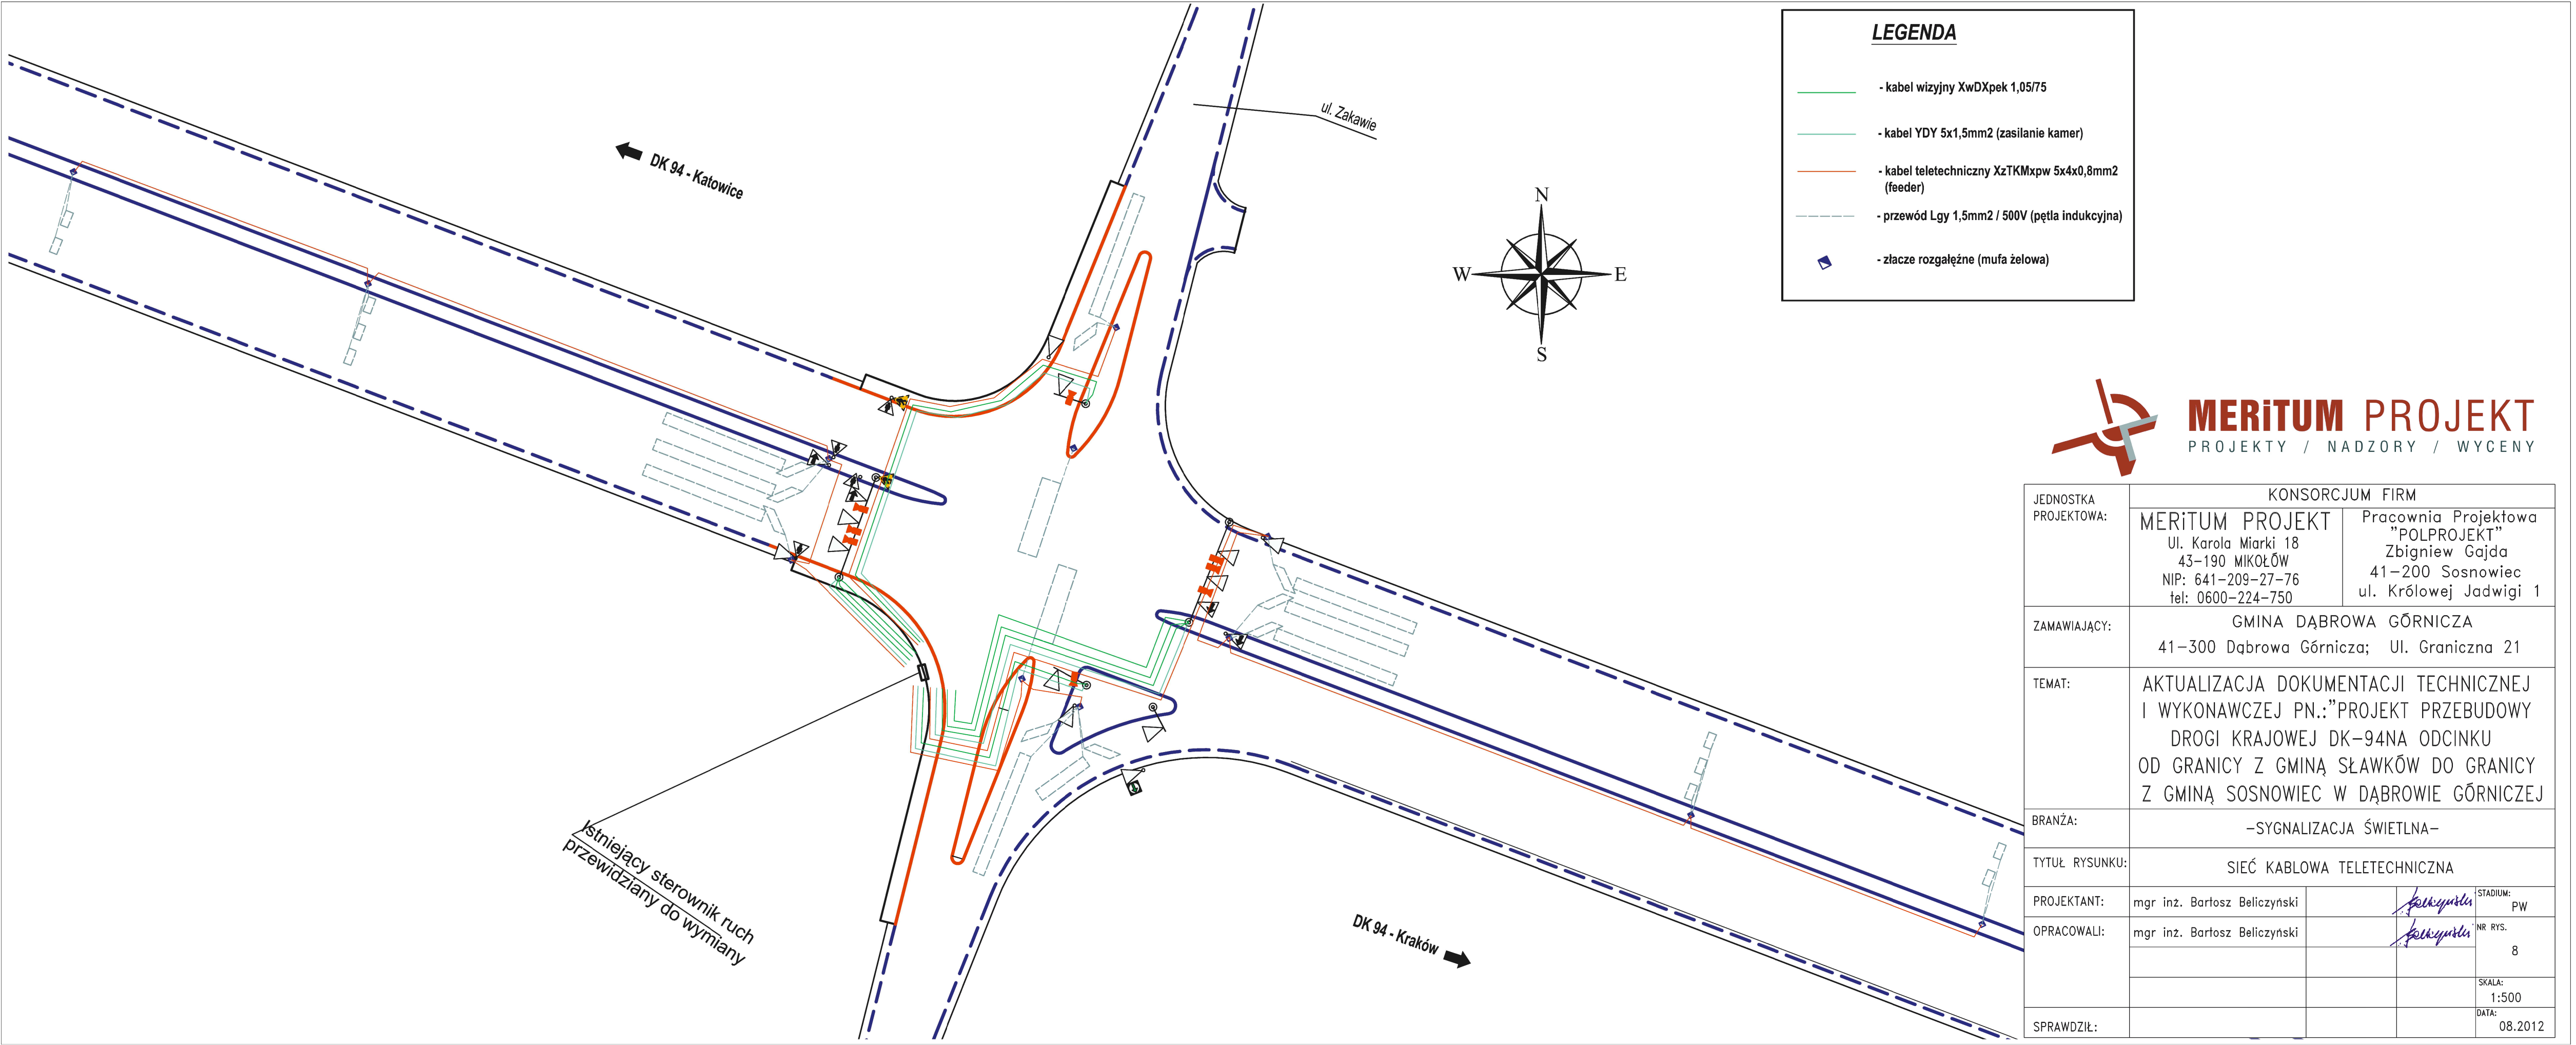 LEGENDA
- kabel wizyjny XwDXpek 1,05/75
- kabel YDY 5x1,5mm2 (zasilanie kamer)
- kabel teletechniczny XzTKMxpw 5x4x0,8mm2
(feeder)
- przewód Lgy 1,5mm2 / 500V (pętla indukcyjna)
- złacze rozgałęźne (mufa żelowa)
ul. Zakawie
DK 94 - Katowice
N
W
E
S
MERiTUM PROJEKT
PROJEKTY / NADZORY / WYCENY
JEDNOSTKA
PROJEKTOWA:
KONSORCJUM FIRM
MERiTUM PROJEKT
Ul. Karola Miarki 18
43-190 MIKOŁÓW
NIP: 641-209-27-76
tel: 0600-224-750
Pracownia Projektowa
"POLPROJEKT"
Zbigniew Gajda
41-200 Sosnowiec
ul. Królowej Jadwigi 1
ZAMAWIAJĄCY:
GMINA DĄBROWA GÓRNICZA
41-300 Dąbrowa Górnicza; Ul. Graniczna 21
TEMAT:
AKTUALIZACJA DOKUMENTACJI TECHNICZNEJ
I WYKONAWCZEJ PN.:"PROJEKT PRZEBUDOWY
DROGI KRAJOWEJ DK-94NA ODCINKU
OD GRANICY Z GMINĄ SŁAWKÓW DO GRANICY
Z GMINĄ SOSNOWIEC W DĄBROWIE GÓRNICZEJ
BRANŻA:
-SYGNALIZACJA ŚWIETLNA-
TYTUŁ RYSUNKU:
SIEĆ KABLOWA TELETECHNICZNA
PROJEKTANT:
mgr inż. Bartosz Beliczyński
STADIUM:
PW
OPRACOWALI:
mgr inż. Bartosz Beliczyński
NR RYS.
8
SKALA:
1:500
SPRAWDZIŁ:
DATA:
08.2012
Istniejący sterownik ruch
przewidziany do wymiany
DK 94 - Kraków